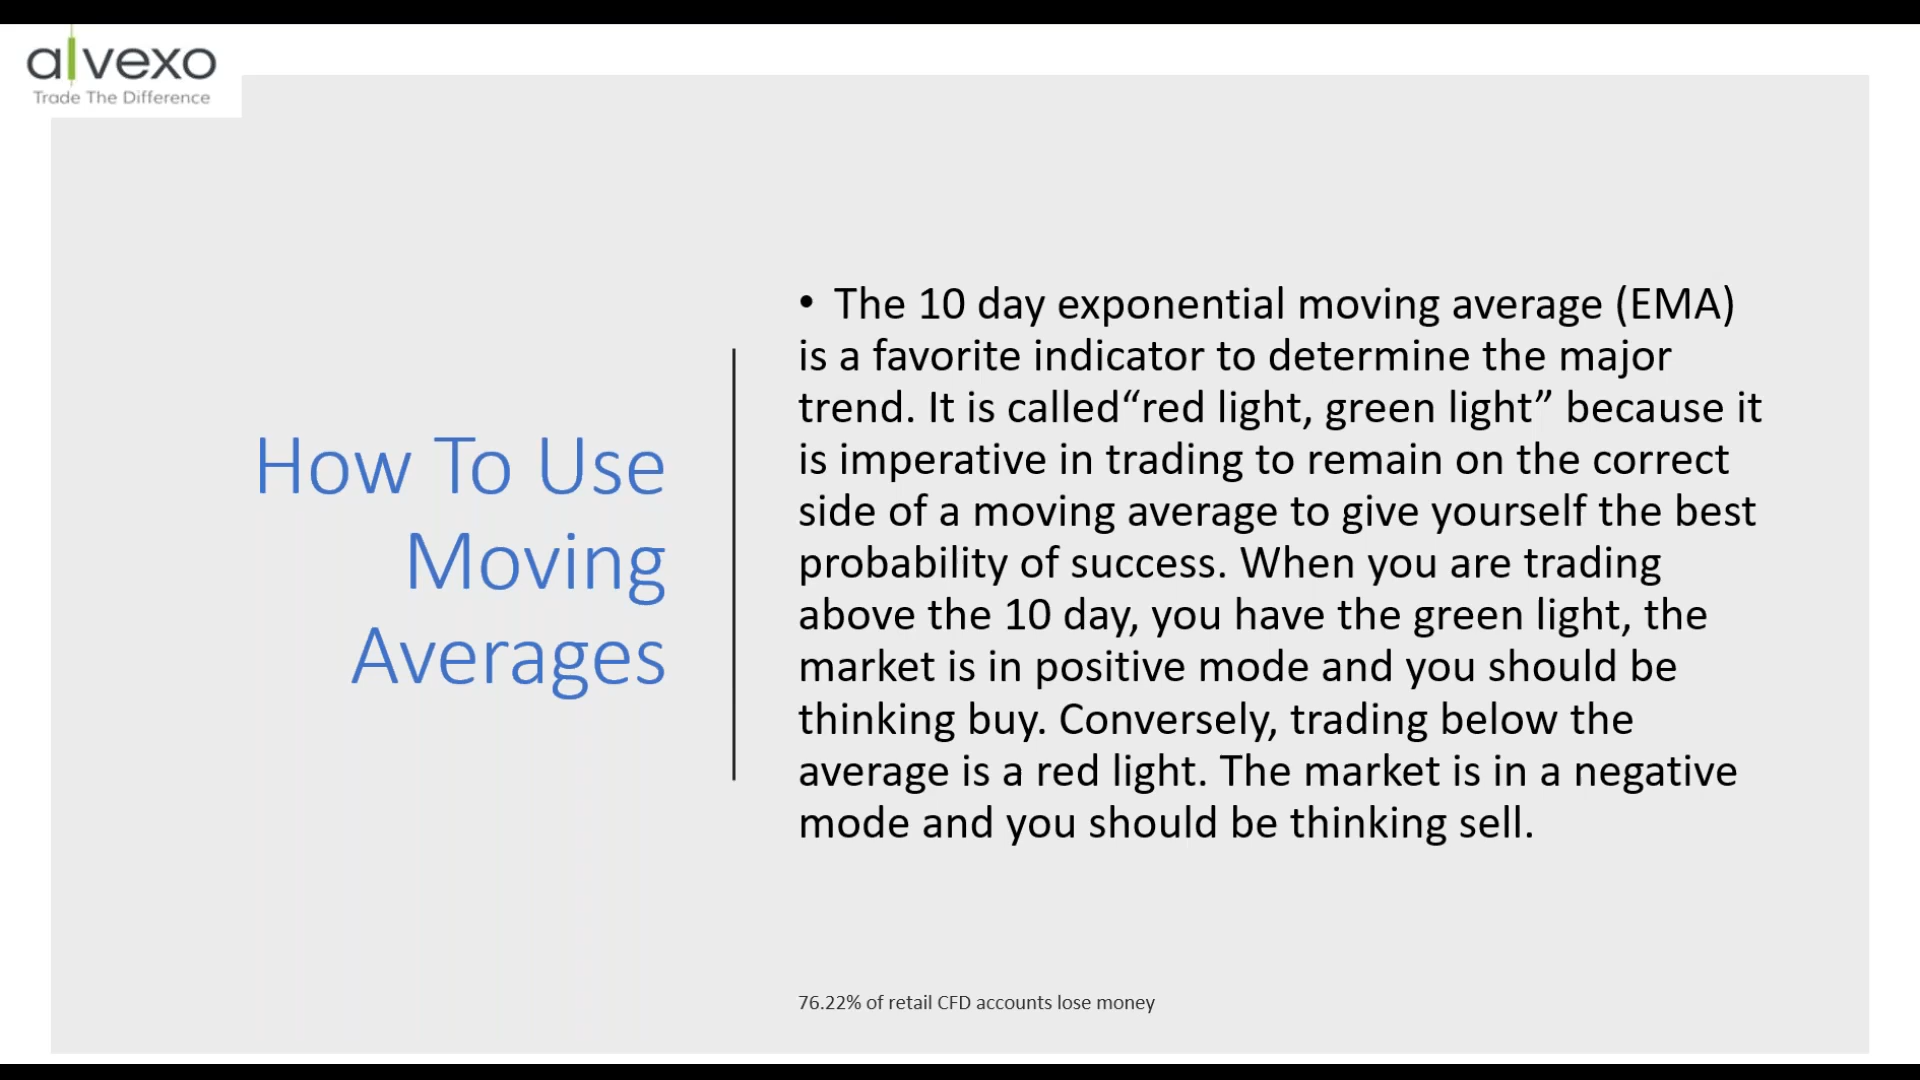 alvexo
Trade The Difference
How To Use
Moving
Averages
• The 10 day exponential moving average (EMA)
is a favorite indicator to determine the major
trend. It is called“red light, green light” because it
is imperative in trading to remain on the correct
side of a moving average to give yourself the best
probability of success. When you are trading
above the 10 day, you have the green light, the
market is in positive mode and you should be
thinking buy. Conversely, trading below the
average is a red light. The market is in a negative
mode and you should be thinking sell.
76.22% of retail CFD accounts lose money